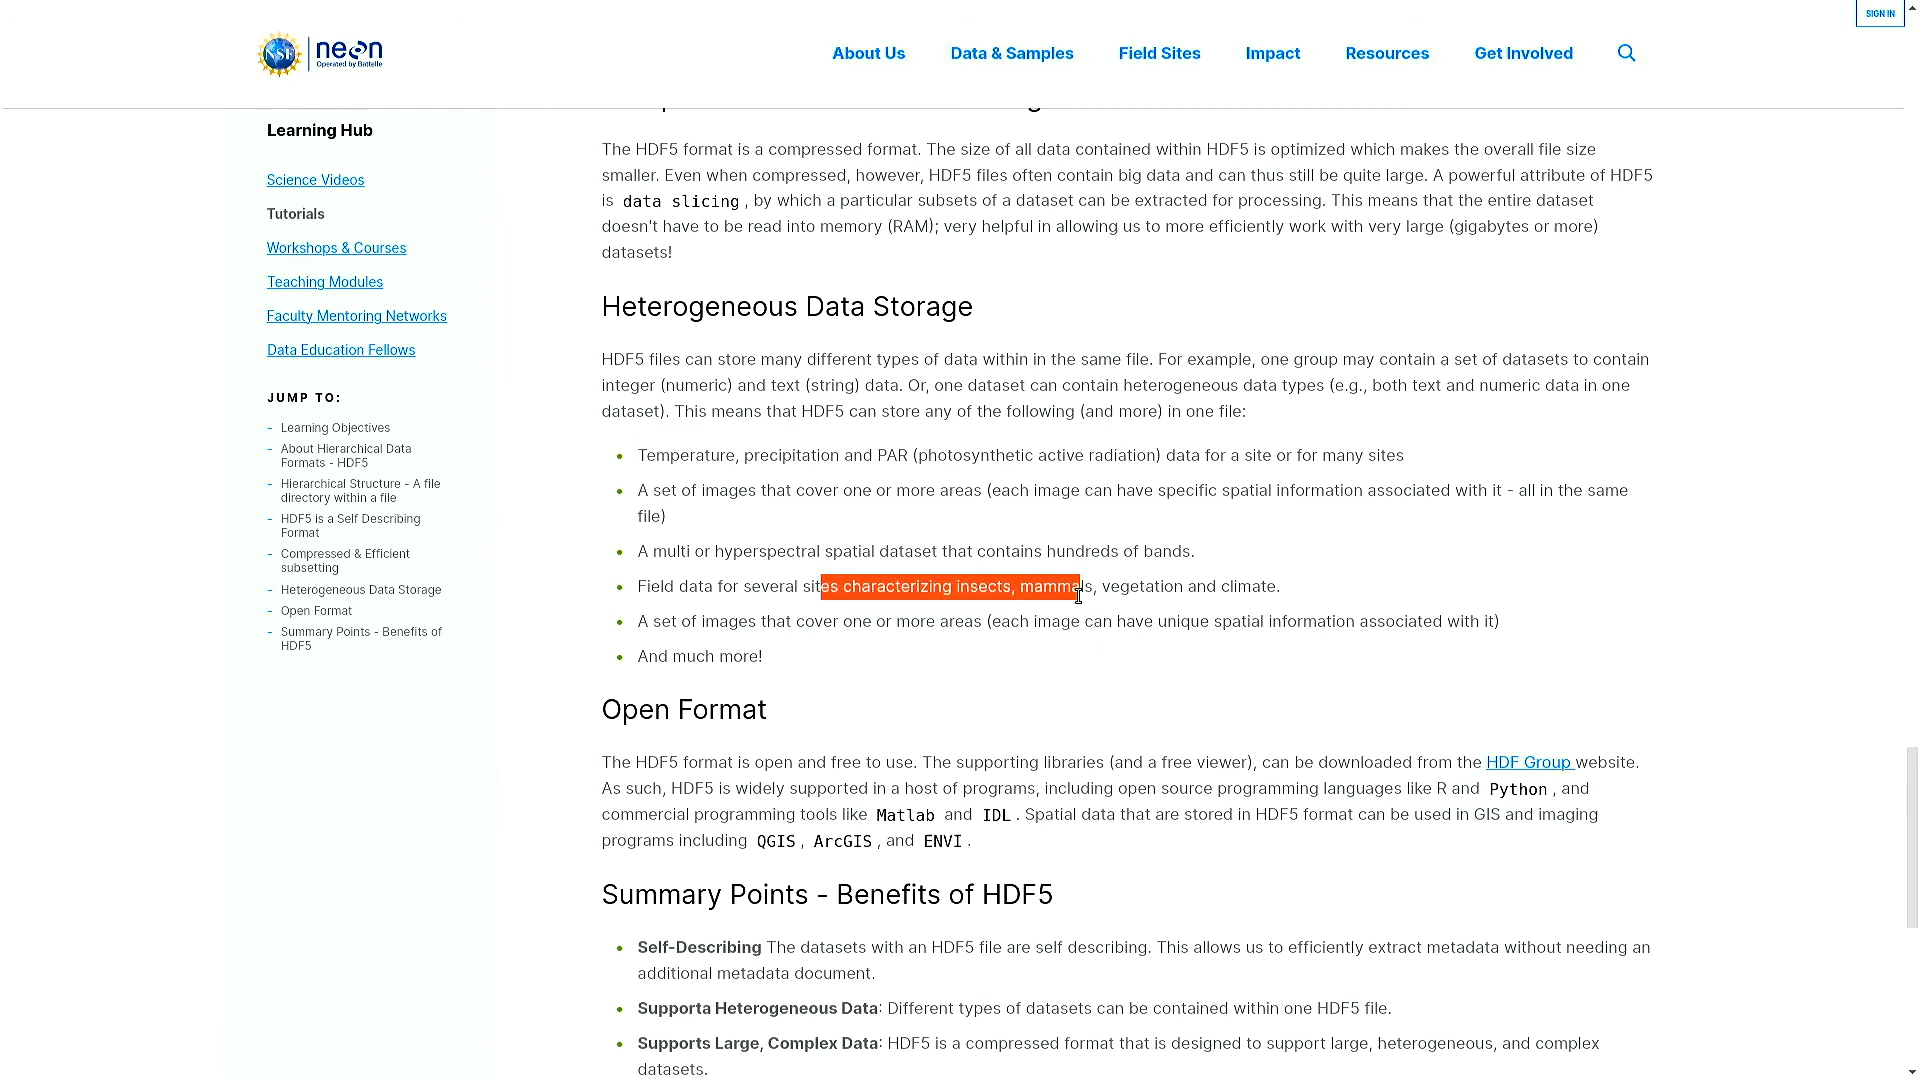 SIGN IN
NSF neon
Operated by Battelle
About Us
Data & Samples
Field Sites
Impact
Resources
Get Involved
Learning Hub
Science Videos
Tutorials
Workshops & Courses
Teaching Modules
Faculty Mentoring Networks
Data Education Fellows
JUMP TO:
- Learning Objectives
- About Hierarchical Data
Formats - HDF5
- Hierarchical Structure - A file
directory within a file
- HDF5 is a Self Describing
Format
- Compressed & Efficient
subsetting
- Heterogeneous Data Storage
- Open Format
- Summary Points - Benefits of
HDF5
The HDF5 format is a compressed format. The size of all data contained within HDF5 is optimized which makes the overall file size
smaller. Even when compressed, however, HDF5 files often contain big data and can thus still be quite large. A powerful attribute of HDF5
is data slicing , by which a particular subsets of a dataset can be extracted for processing. This means that the entire dataset
doesn't have to be read into memory (RAM); very helpful in allowing us to more efficiently work with very large (gigabytes or more)
datasets!
Heterogeneous Data Storage
HDF5 files can store many different types of data within in the same file. For example, one group may contain a set of datasets to contain
integer (numeric) and text (string) data. Or, one dataset can contain heterogeneous data types (e.g., both text and numeric data in one
dataset). This means that HDF5 can store any of the following (and more) in one file:
• Temperature, precipitation and PAR (photosynthetic active radiation) data for a site or for many sites
• A set of images that cover one or more areas (each image can have specific spatial information associated with it - all in the same
file)
• A multi or hyperspectral spatial dataset that contains hundreds of bands.
• Field data for several sites characterizing insects, mammals, vegetation and climate.
• A set of images that cover one or more areas (each image can have unique spatial information associated with it)
• And much more!
Open Format
The HDF5 format is open and free to use. The supporting libraries (and a free viewer), can be downloaded from the HDF Group website.
As such, HDF5 is widely supported in a host of programs, including open source programming languages like R and Python , and
commercial programming tools like Matlab and IDL . Spatial data that are stored in HDF5 format can be used in GIS and imaging
programs including QGIS , ArcGIS , and ENVI .
Summary Points - Benefits of HDF5
• Self-Describing The datasets with an HDF5 file are self describing. This allows us to efficiently extract metadata without needing an
additional metadata document.
• Supporta Heterogeneous Data: Different types of datasets can be contained within one HDF5 file.
• Supports Large, Complex Data: HDF5 is a compressed format that is designed to support large, heterogeneous, and complex
datasets.